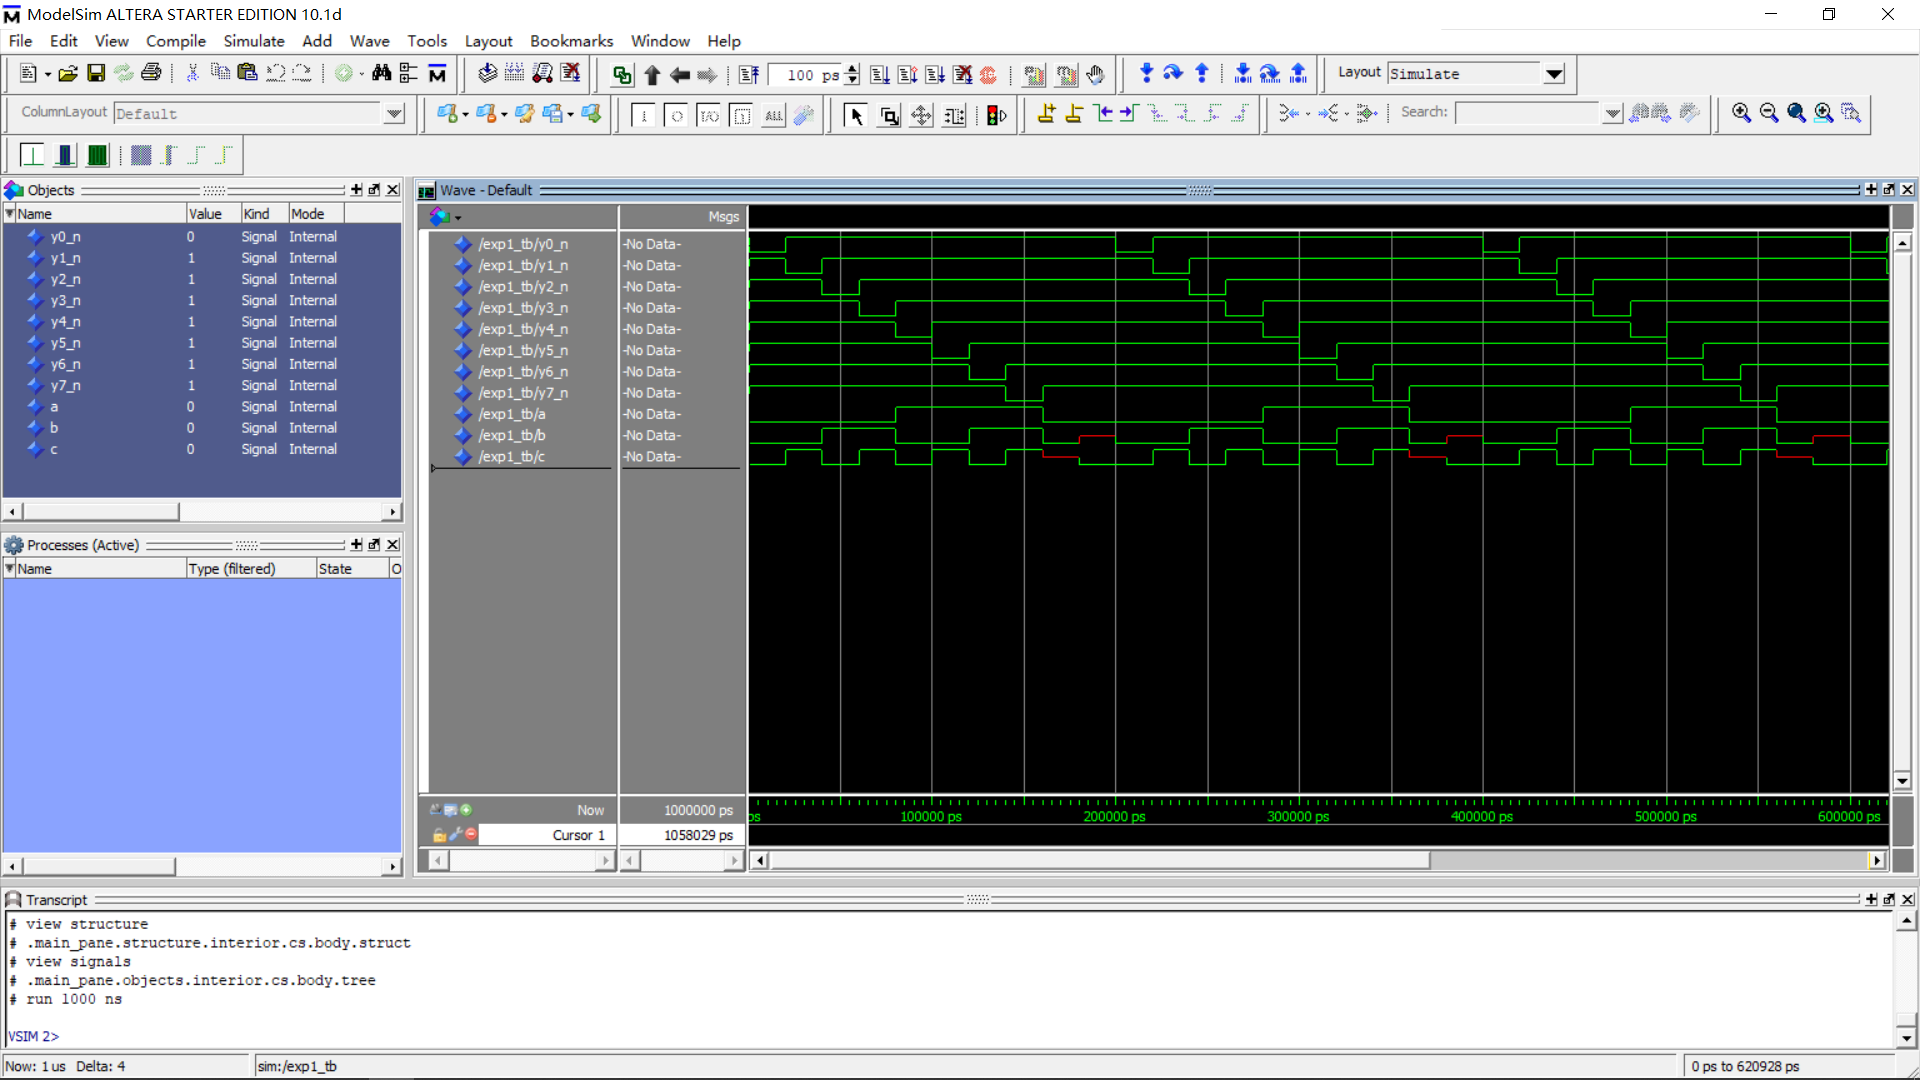 ModelSim ALTERA STARTER EDITION 10.1d
File Edit View Compile Simulate Add Wave Tools Layout Bookmarks Window Help
100 ps
Layout Simulate
ColumnLayout Default
ALL
Search:
Objects
Name Value Kind Mode
y0_n 0 Signal Internal
y1_n 1 Signal Internal
y2_n 1 Signal Internal
y3_n 1 Signal Internal
y4_n 1 Signal Internal
y5_n 1 Signal Internal
y6_n 1 Signal Internal
y7_n 1 Signal Internal
a 0 Signal Internal
b 0 Signal Internal
c 0 Signal Internal
Processes (Active)
Name Type (filtered) State O
Wave - Default
Msgs
/exp1_tb/y0_n -No Data-
/exp1_tb/y1_n -No Data-
/exp1_tb/y2_n -No Data-
/exp1_tb/y3_n -No Data-
/exp1_tb/y4_n -No Data-
/exp1_tb/y5_n -No Data-
/exp1_tb/y6_n -No Data-
/exp1_tb/y7_n -No Data-
/exp1_tb/a -No Data-
/exp1_tb/b -No Data-
/exp1_tb/c -No Data-
Now 1000000 ps
Cursor 1 1058029 ps
ps 100000 ps 200000 ps 300000 ps 400000 ps 500000 ps 600000 ps
Transcript
# view structure
# .main_pane.structure.interior.cs.body.struct
# view signals
# .main_pane.objects.interior.cs.body.tree
# run 1000 ns
VSIM 2>
Now: 1 us Delta: 4
sim:/exp1_tb
0 ps to 620928 ps